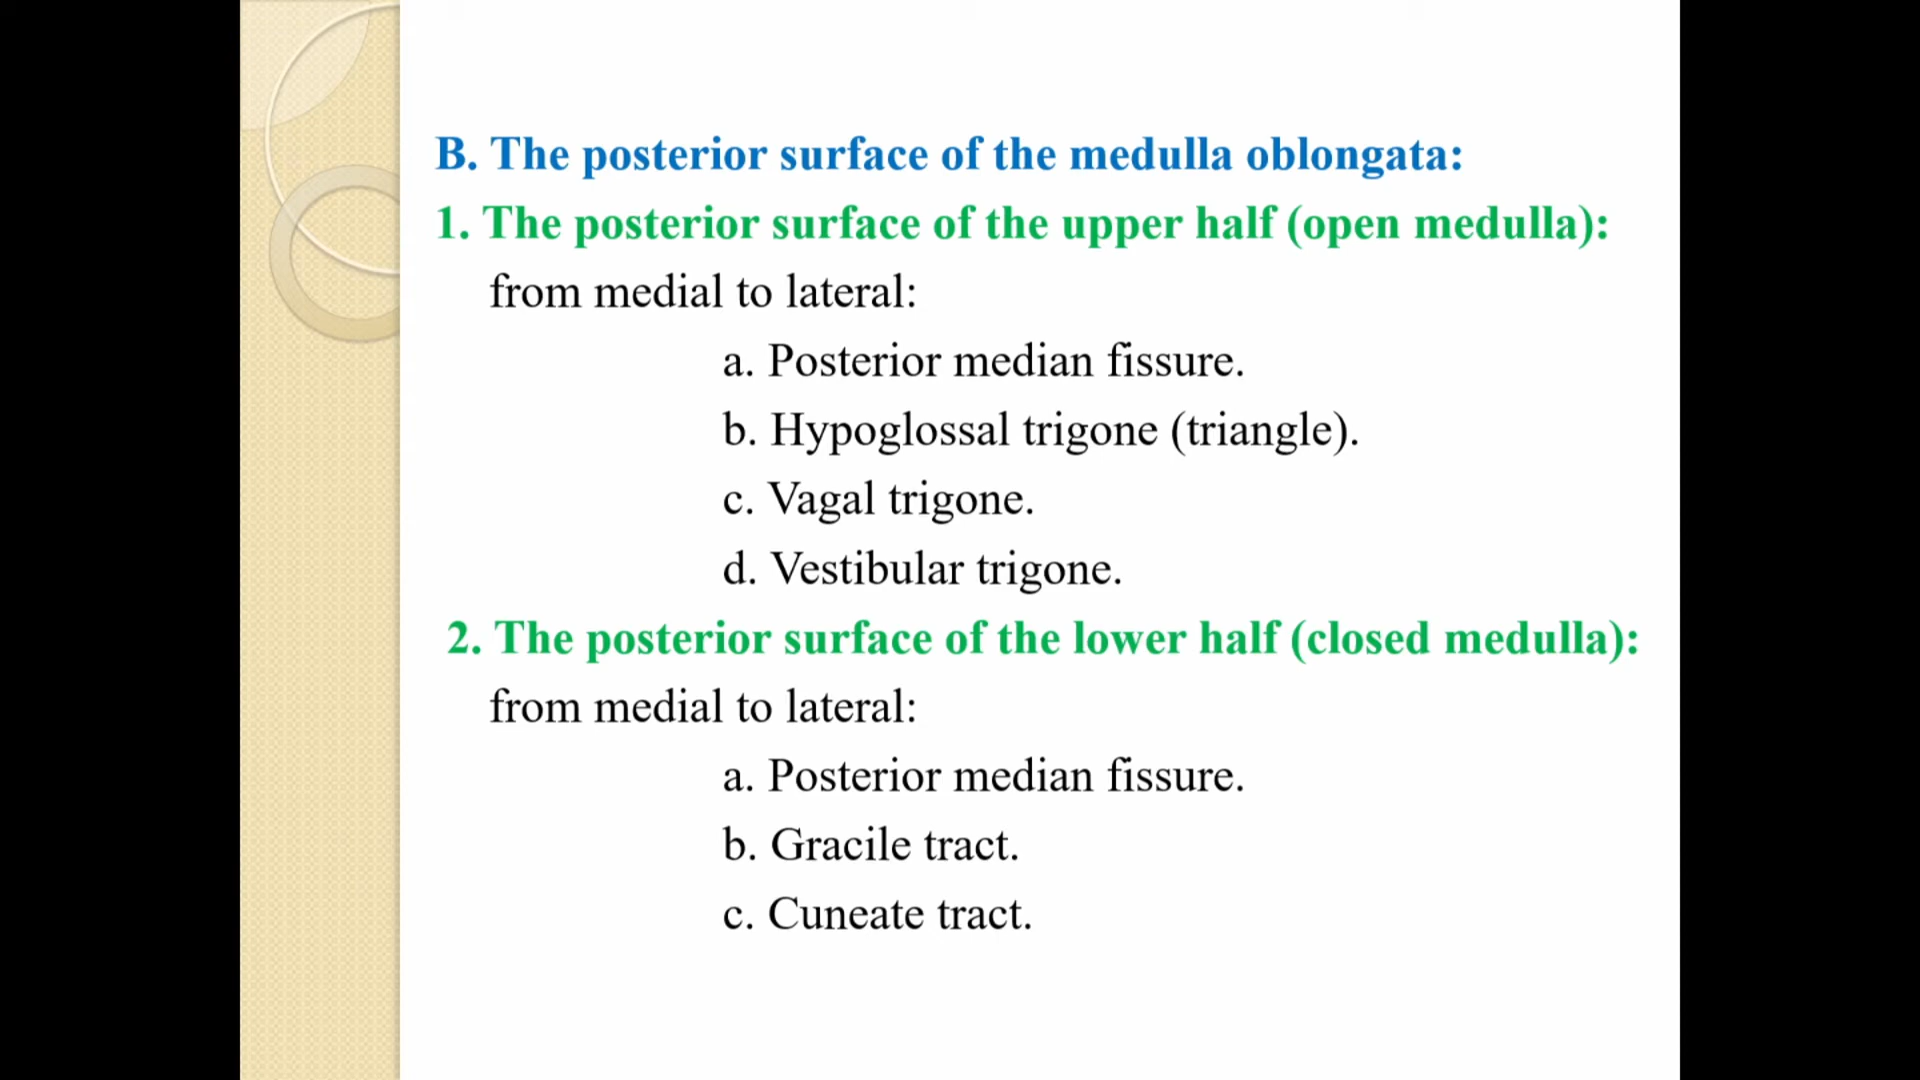 B. The posterior surface of the medulla oblongata:
1. The posterior surface of the upper half (open medulla):
from medial to lateral:
a. Posterior median fissure.
b. Hypoglossal trigone (triangle).
c. Vagal trigone.
d. Vestibular trigone.
2. The posterior surface of the lower half (closed medulla):
from medial to lateral:
a. Posterior median fissure.
b. Gracile tract.
c. Cuneate tract.